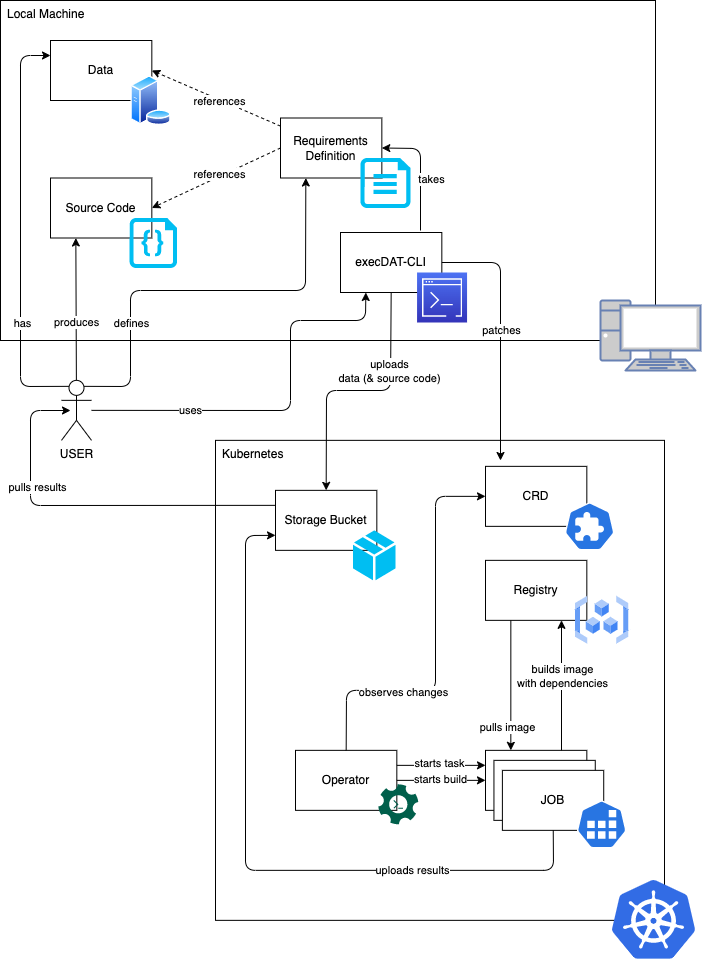 Local Machine
Data
references
Requirements
Definition
references
takes
Source Code
execDAT-CLI
has
produces
defines
patches
uploads
data (& source code)
uses
USER
Kubernetes
pulls results
CRD
Storage Bucket
Registry
builds image
with dependencies
observes changes
pulls image
starts task
Operator
starts build
JOB
uploads results